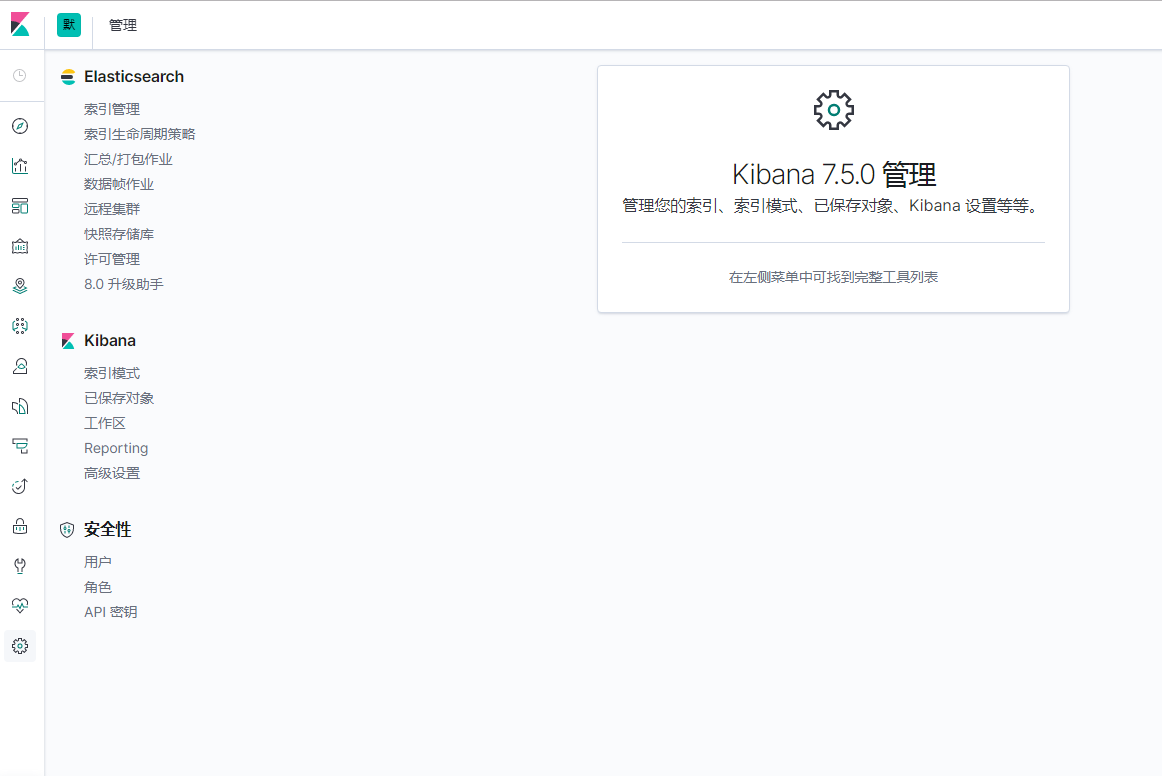 默
管理
Elasticsearch
索引管理
索引生命周期策略
汇总/打包作业
数据帧作业
远程集群
快照存储库
许可管理
8.0 升级助手
Kibana
索引模式
已保存对象
工作区
Reporting
高级设置
安全性
用户
角色
API 密钥
Kibana 7.5.0 管理
管理您的索引、索引模式、已保存对象、Kibana 设置等等。
在左侧菜单中可找到完整工具列表